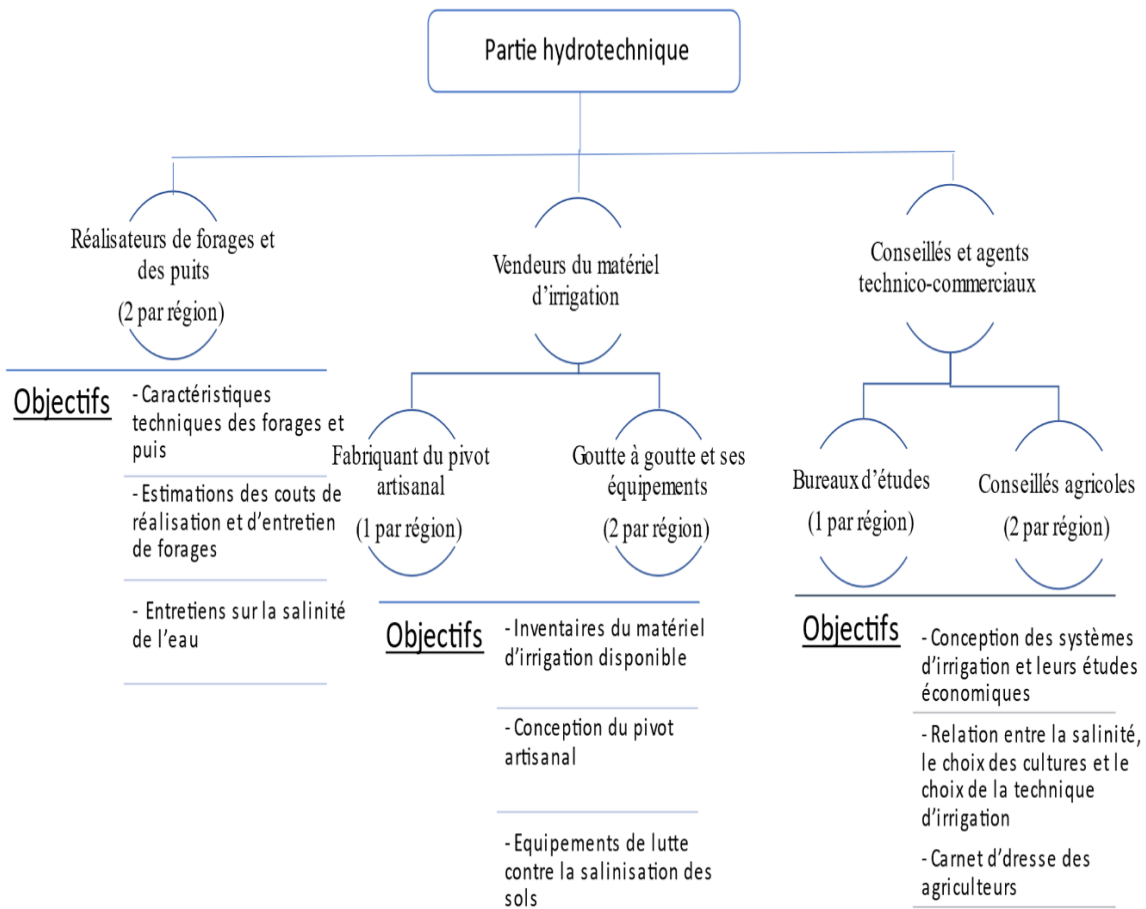 Partie hydrotechnique
Réalisateurs de forages et
des puits
(2 par région)
Objectifs
- Caractéristiques
techniques des forages et
puis
- Estimations des couts de
réalisation et d’entretien
de forages
- Entretiens sur la salinité
de l’eau
Vendeurs du matériel
d’irrigation
Fabriquant du pivot
artisanal
(1 par région)
Goutte à goutte et ses
équipements
(2 par région)
Objectifs
- Inventaires du matériel
d’irrigation disponible
- Conception du pivot
artisanal
- Equipements de lutte
contre la salinisation des
sols
Conseillés et agents
technico-commerciaux
Bureaux d’études
(1 par région)
Conseillés agricoles
(2 par région)
Objectifs
- Conception des systèmes
d’irrigation et leurs études
économiques
- Relation entre la salinité,
le choix des cultures et le
choix de la technique
d’irrigation
- Carnet d’dresse des
agriculteurs